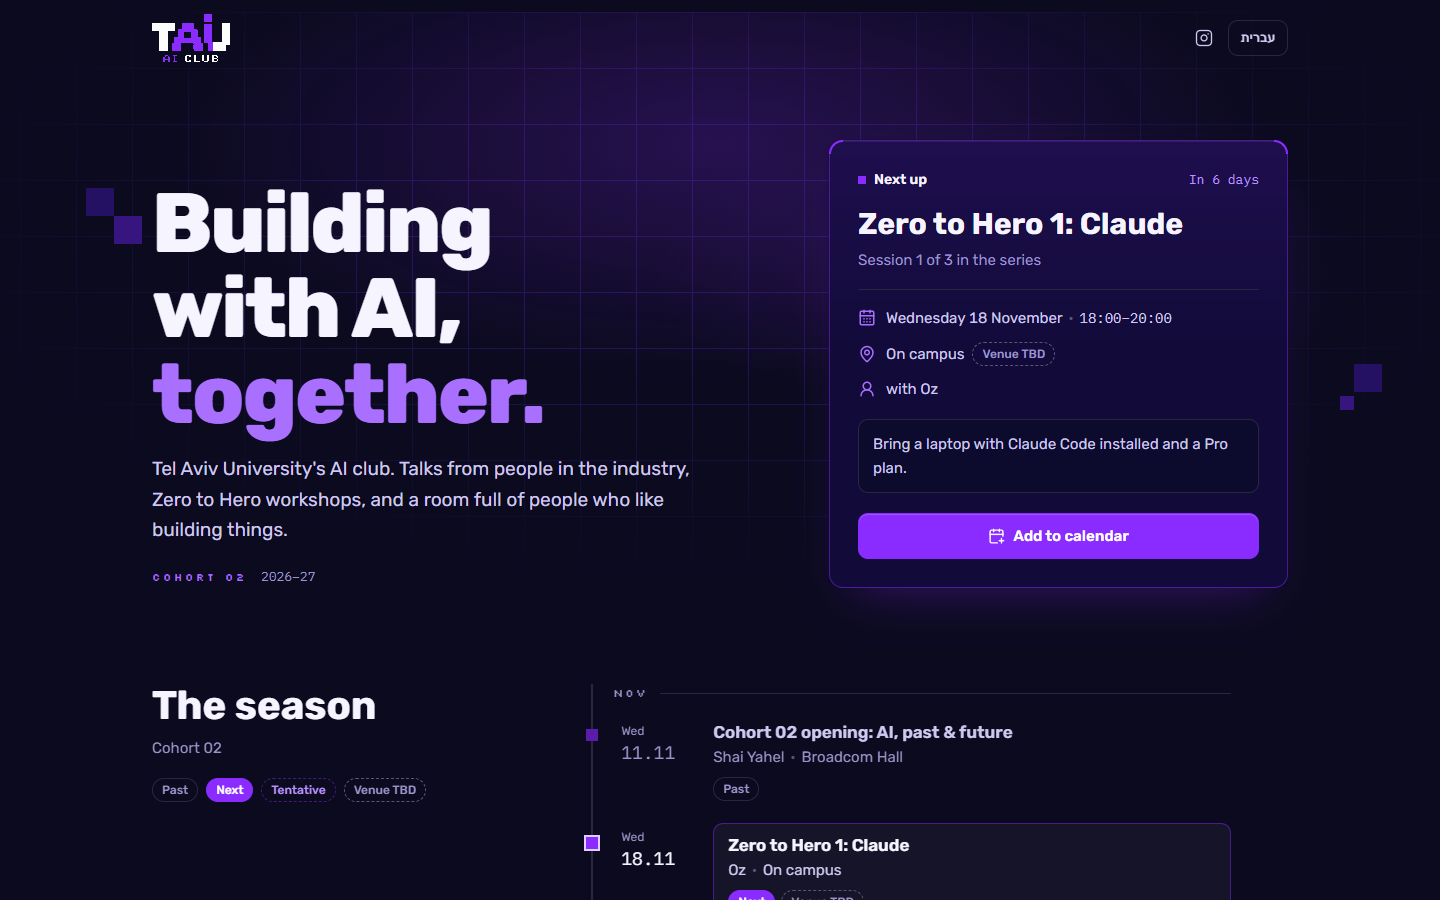 TAU
AI CLUB
עברית
Building
with AI,
together.
Tel Aviv University's AI club. Talks from people in the industry,
Zero to Hero workshops, and a room full of people who like
building things.
COHORT 02 2026–27
Next up
In 6 days
Zero to Hero 1: Claude
Session 1 of 3 in the series
Wednesday 18 November • 18:00–20:00
On campus Venue TBD
with Oz
Bring a laptop with Claude Code installed and a Pro
plan.
Add to calendar
The season
Cohort 02
Past Next Tentative Venue TBD
NOV
Wed
11.11
Cohort 02 opening: AI, past & future
Shai Yahel • Broadcom Hall
Past
Wed
18.11
Zero to Hero 1: Claude
Oz • On campus
Next Venue TBD